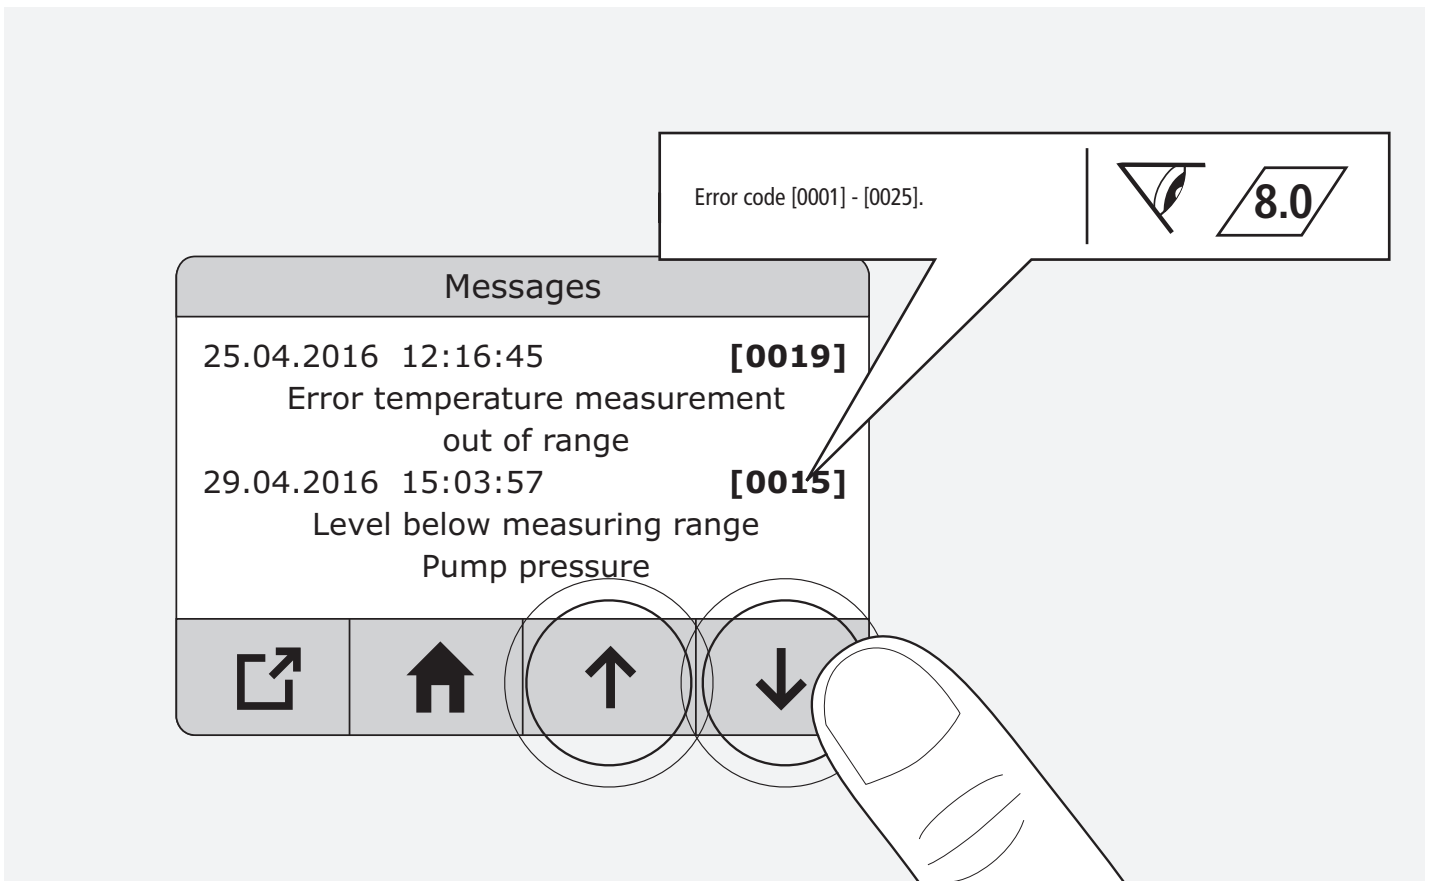 Error code [0001] - [0025].
8.0
Messages
25.04.2016 12:16:45 [0019]
Error temperature measurement
out of range
29.04.2016 15:03:57 [0015]
Level below measuring range
Pump pressure